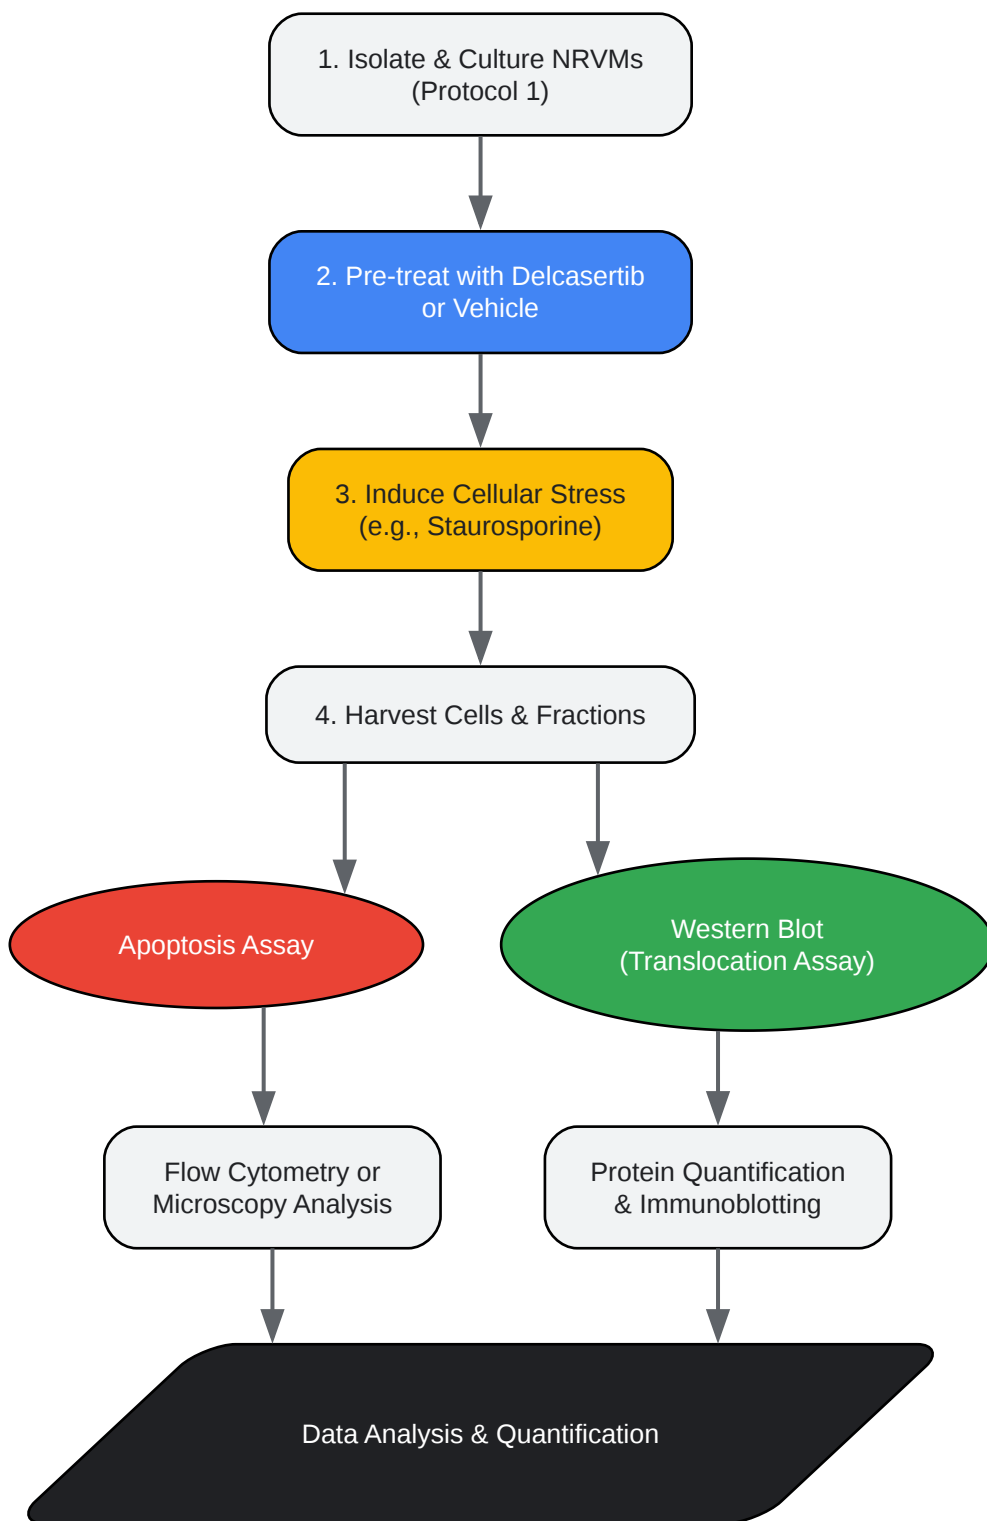 1. Isolate & Culture NRVMs
(Protocol 1)
2. Pre-treat with Delcasertib
or Vehicle
3. Induce Cellular Stress
(e.g., Staurosporine)
4. Harvest Cells & Fractions
Apoptosis Assay
Western Blot
(Translocation Assay)
Flow Cytometry or
Microscopy Analysis
Protein Quantification
& Immunoblotting
Data Analysis & Quantification